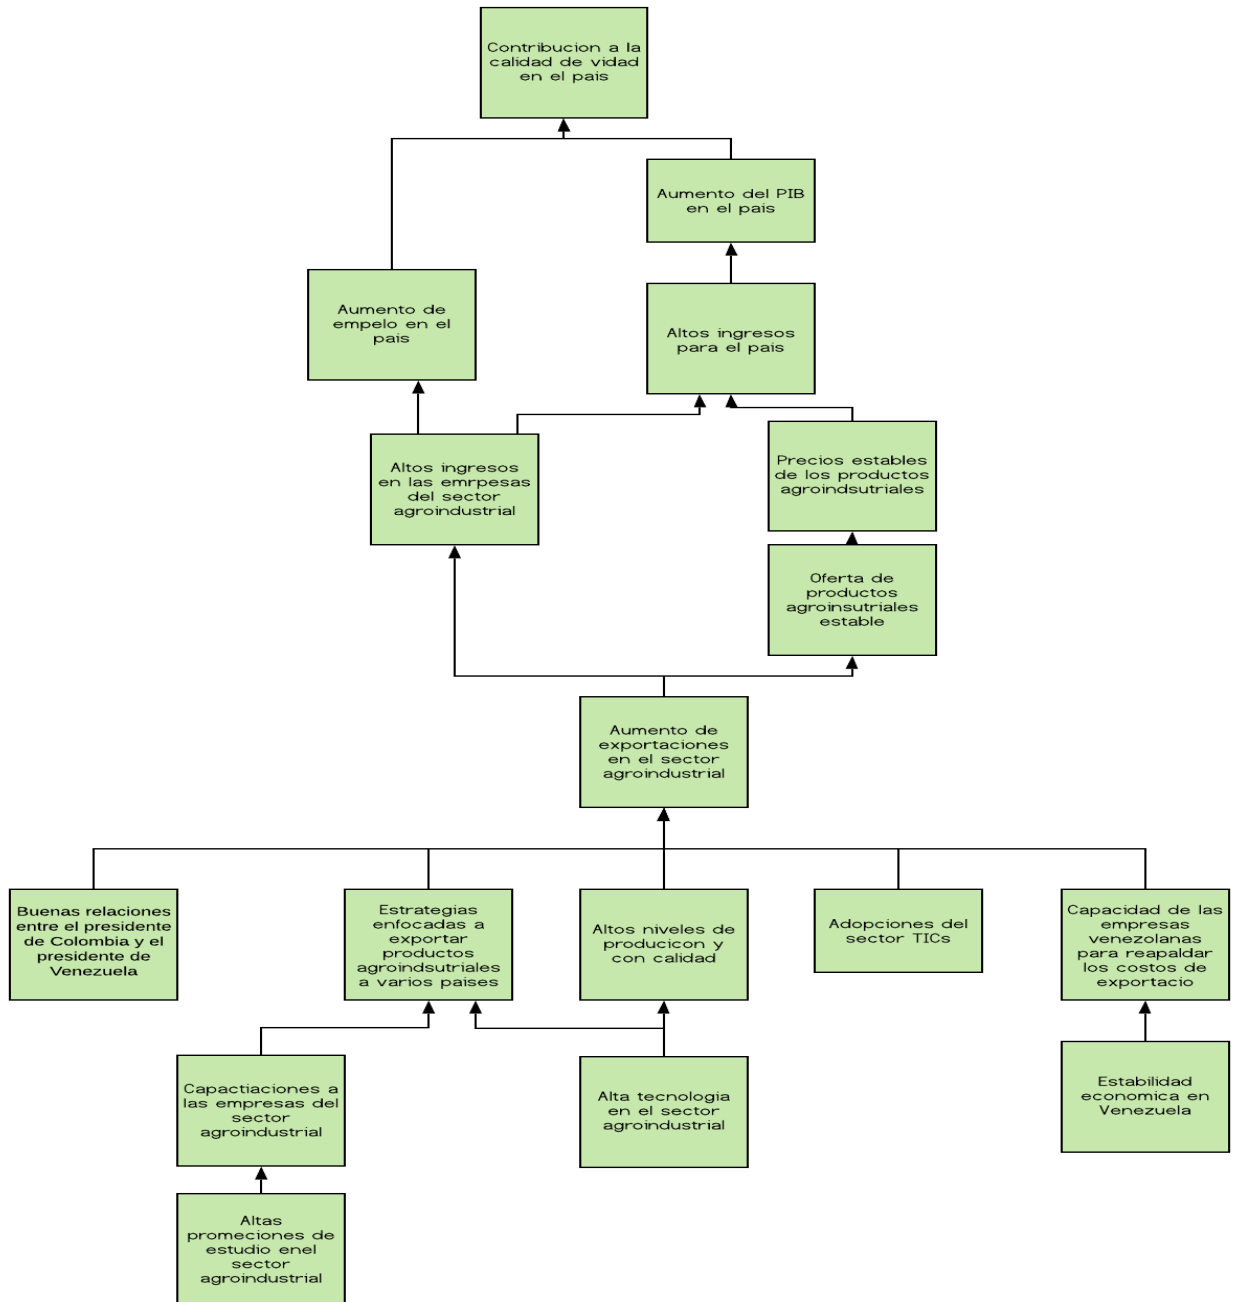 Contribucion a la
calidad de vidad
en el pais
Aumento del PIB
en el pais
Aumento de
empelo en el
pais
Altos ingresos
para el pais
Altos ingresos
en las emrpesas
del sector
agroindustrial
Precios estables
de los productos
agroindsutriales
Oferta de
productos
agroinsutriales
estable
Aumento de
exportaciones
en el sector
agroindustrial
Buenas relaciones
entre el presidente
de Colombia y el
presidente de
Venezuela
Estrategias
enfocadas a
exportar
productos
agroindsutriales
a varios paises
Altos niveles de
producicon y
con calidad
Adopciones del
sector TICs
Capacidad de las
empresas
venezolanas
para reapaldar
los costos de
exportacio
Capactiaciones a
las empresas del
sector
agroindustrial
Alta tecnologia
en el sector
agroindustrial
Estabilidad
economica en
Venezuela
Altas
promeciones de
estudio enel
sector
agroindustrial